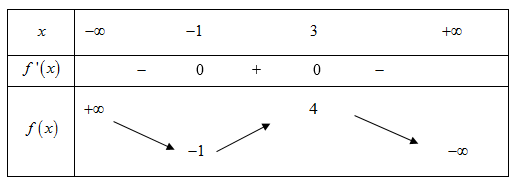 x −∞ −1 3 +∞
f'(x) − 0 + 0 −
+∞ 4
f(x)
−1 −∞